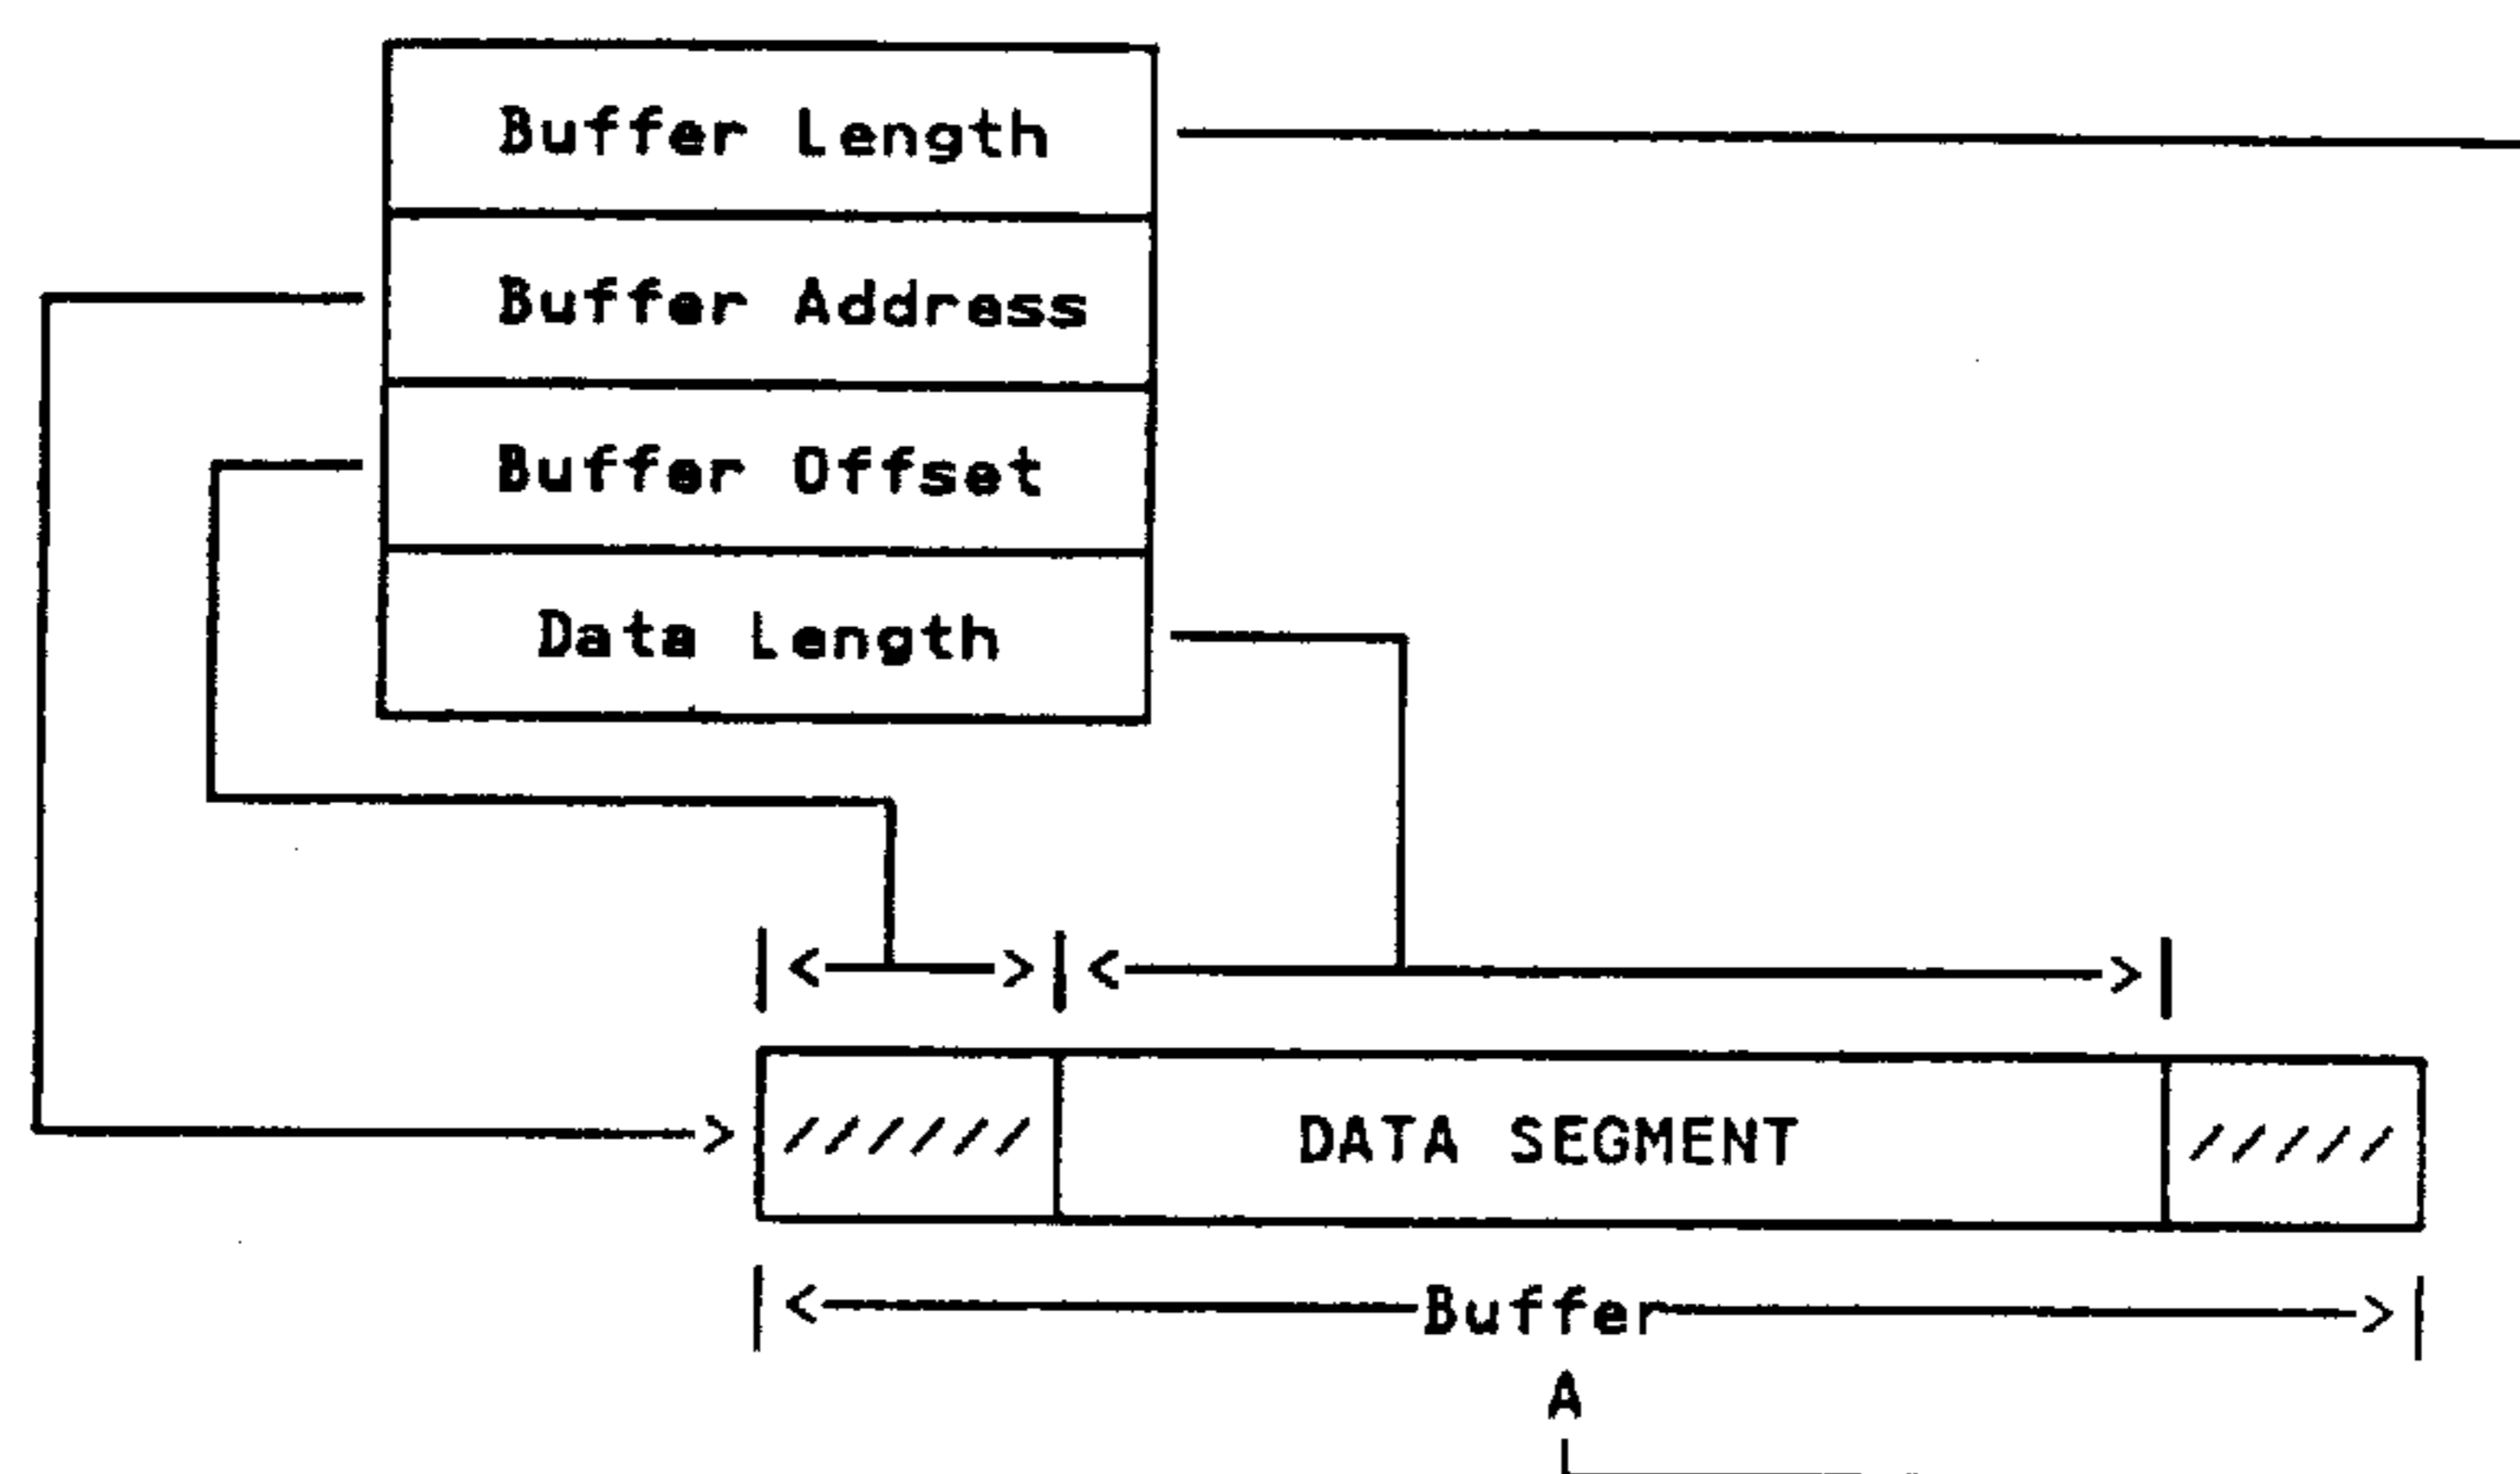 Buffer Length
Buffer Address
Buffer Offset
Data Length
|<——>|<——————>|
////// DATA SEGMENT /////
|<————Buffer————>|
A